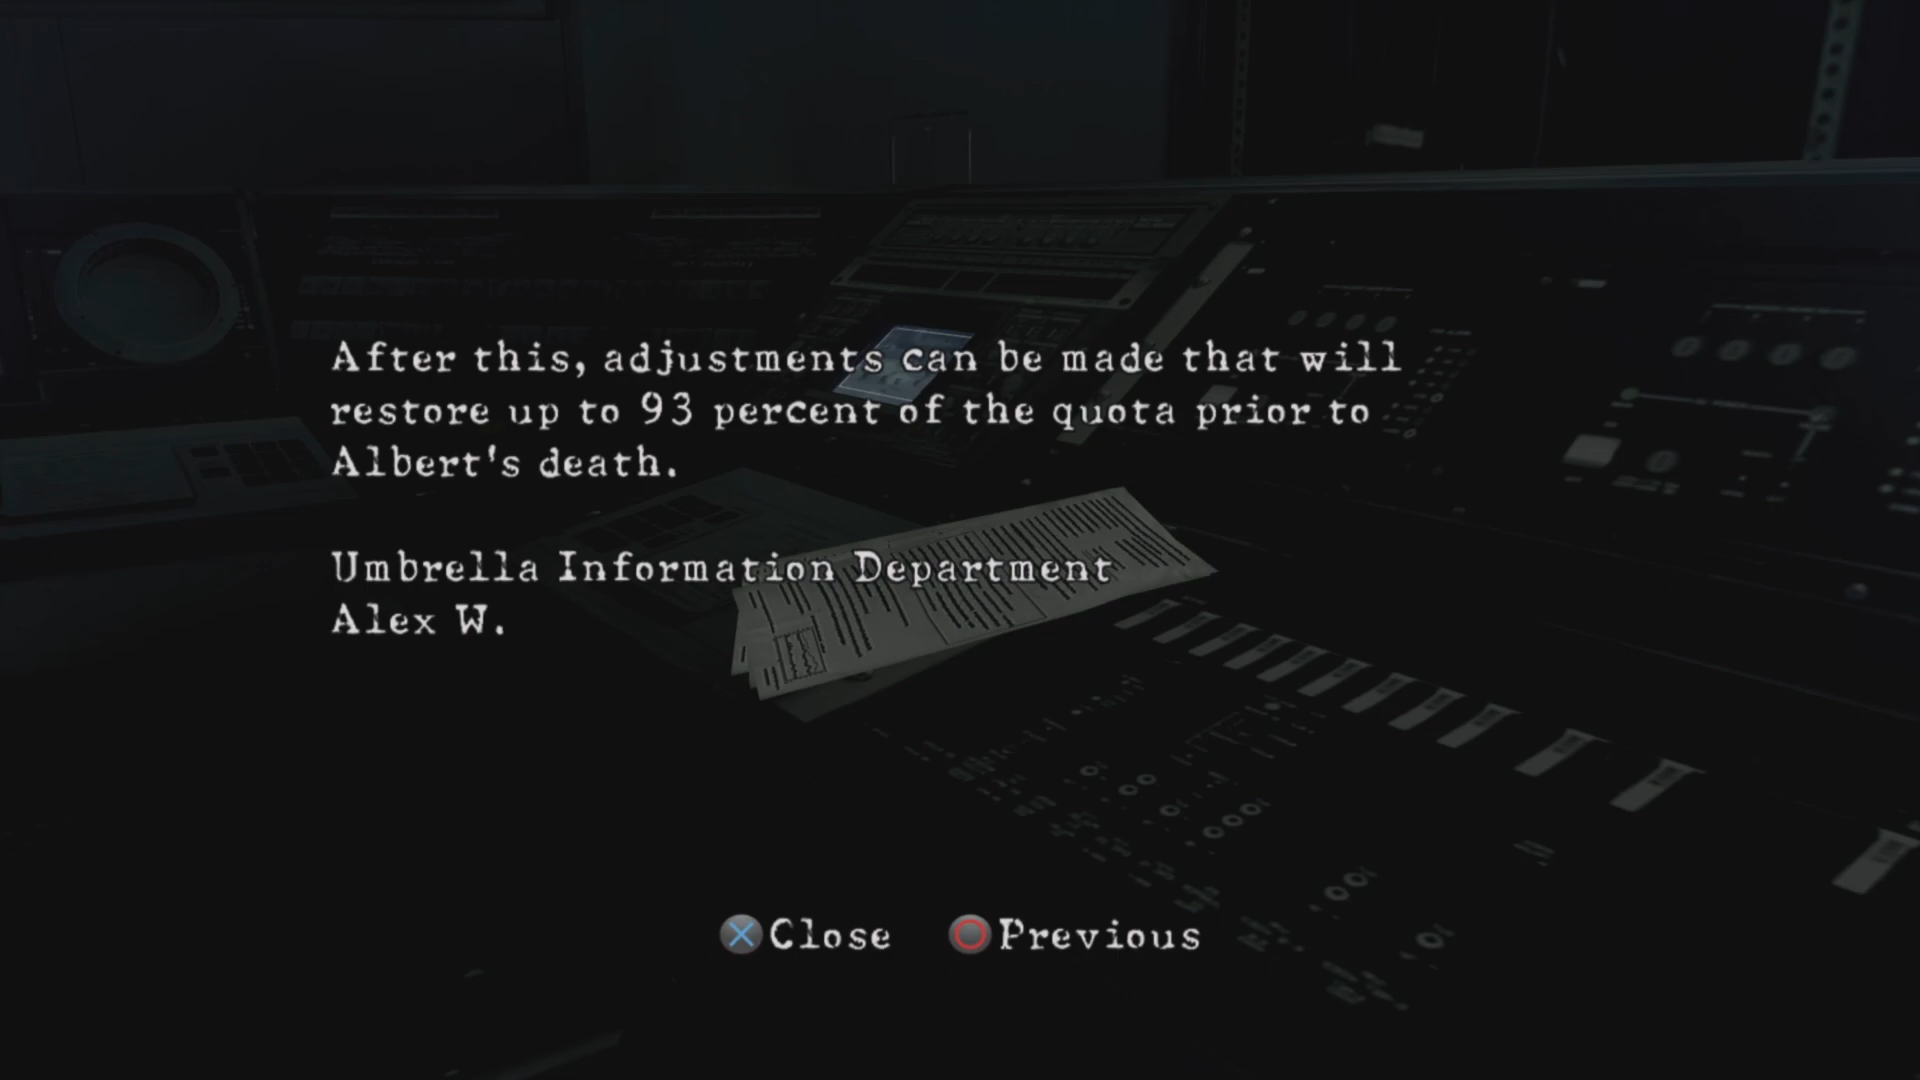 After this, adjustments can be made that will
restore up to 93 percent of the quota prior to
Albert's death.
Umbrella Information Department
Alex W.
Close Previous